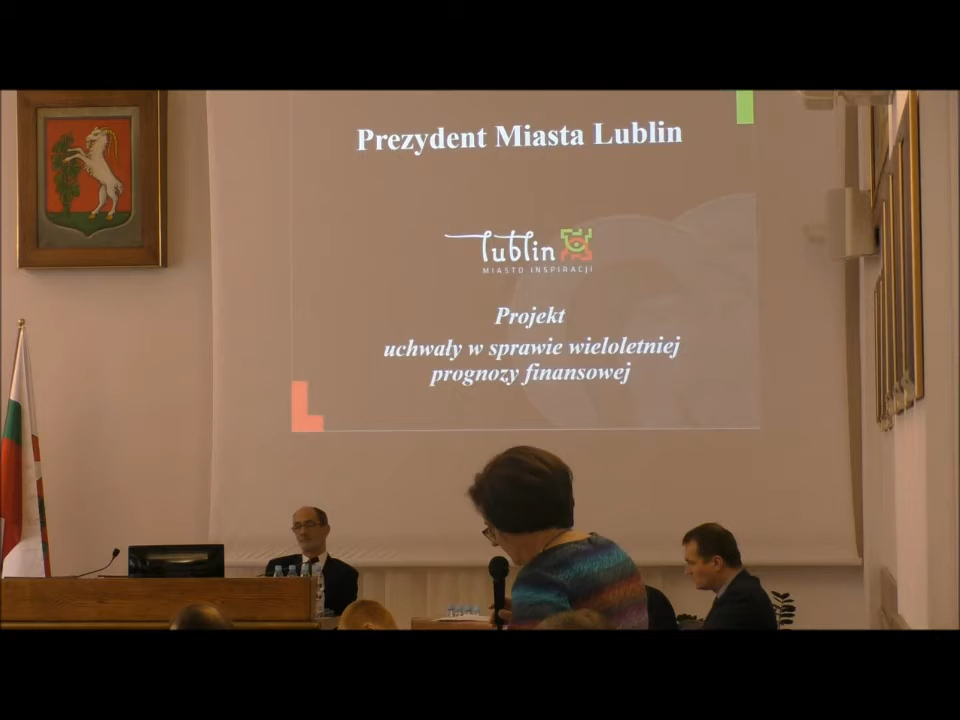 Prezydent Miasta Lublin
lublin
MIASTO INSPIRACJI
Projekt
uchwały w sprawie wieloletniej
prognozy finansowej